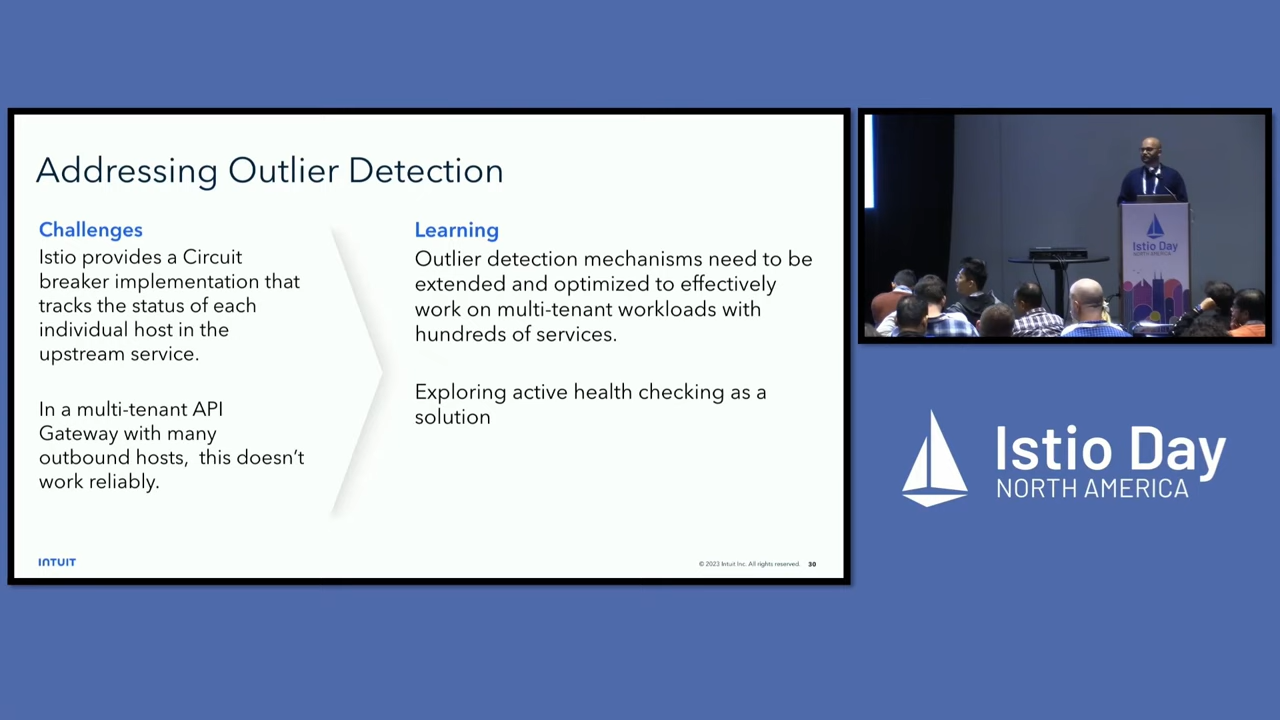 Addressing Outlier Detection
Challenges
Istio provides a Circuit
breaker implementation that
tracks the status of each
individual host in the
upstream service.
In a multi-tenant API
Gateway with many
outbound hosts,  this doesn't
work reliably.
Learning
Outlier detection mechanisms need to be
extended and optimized to effectively
work on multi-tenant workloads with
hundreds of services.
Exploring active health checking as a
solution
INTUIT
© 2023 Intuit Inc. All rights reserved. 30
Istio Day
NORTH AMERICA
Istio Day
NORTH AMERICA